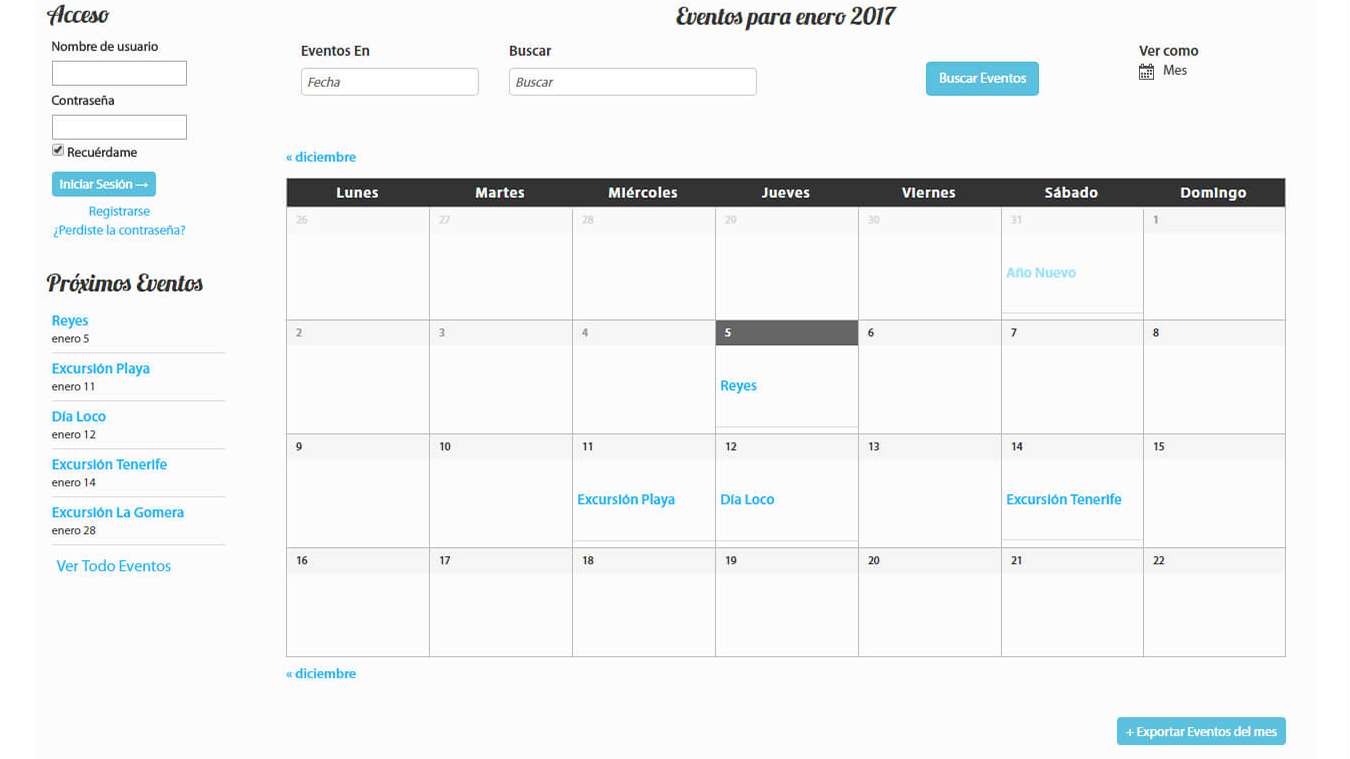 Acceso
Nombre de usuario
Contraseña
Recuérdame
Iniciar Sesión →
Registrarse
¿Perdiste la contraseña?
Próximos Eventos
Reyes
enero 5
Excursión Playa
enero 11
Día Loco
enero 12
Excursión Tenerife
enero 14
Excursión La Gomera
enero 28
Ver Todo Eventos
Eventos para enero 2017
Eventos En
Buscar
Ver como
Fecha
Buscar
Buscar Eventos
Mes
« diciembre
Lunes Martes Miércoles Jueves Viernes Sábado Domingo
26 27 28 29 30 31 1
Año Nuevo
2 3 4 5 6 7 8
Reyes
9 10 11 12 13 14 15
Excursión Playa Día Loco Excursión Tenerife
16 17 18 19 20 21 22
« diciembre
+ Exportar Eventos del mes